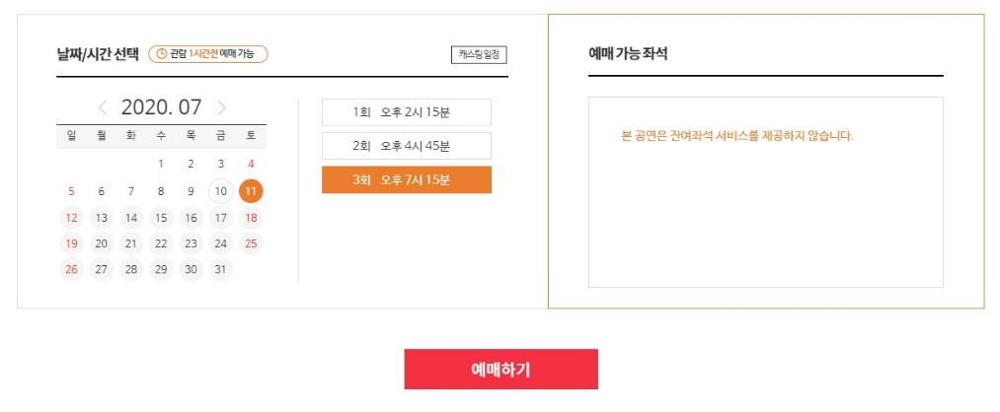 날짜/시간 선택 관람 1시간전 예매 가능 캐스팅 일정
2020. 07
일 월 화 수 목 금 토
1 2 3 4
5 6 7 8 9 10 11
12 13 14 15 16 17 18
19 20 21 22 23 24 25
26 27 28 29 30 31
1회 오후 2시 15분
2회 오후 4시 45분
3회 오후 7시 15분
예매 가능 좌석
본 공연은 잔여좌석 서비스를 제공하지 않습니다.
예매하기